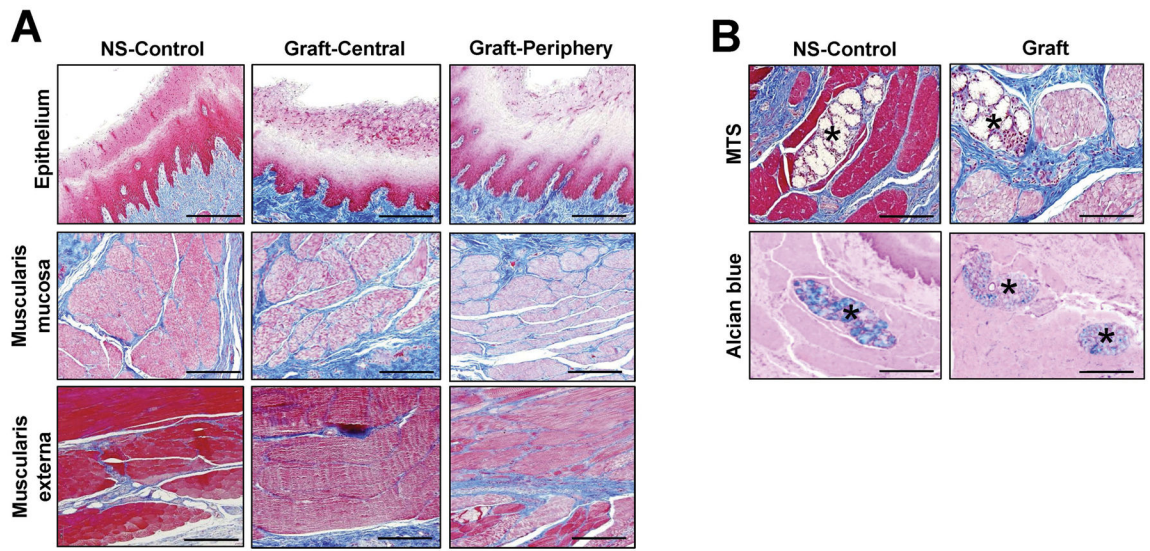 A
NS-Control Graft-Central Graft-Periphery
Epithelium
Muscularis
mucosa
Muscularis
externa
B
NS-Control Graft
MTS
*
*
Alcian blue
*
*
*